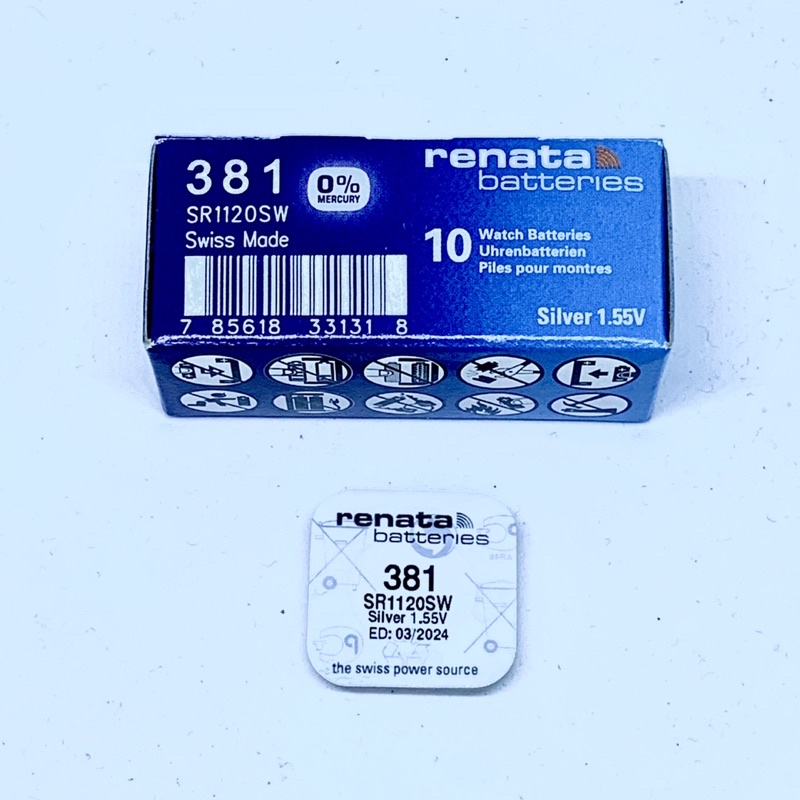 381
0%
MERCURY
SR1120SW
Swiss Made
7 85618 33131 8
renata
batteries
10 Watch Batteries
Uhrenbatterien
Piles pour montres
Silver 1.55V
renata
batteries
381
SR1120SW
Silver 1.55V
ED: 03/2024
the swiss power source